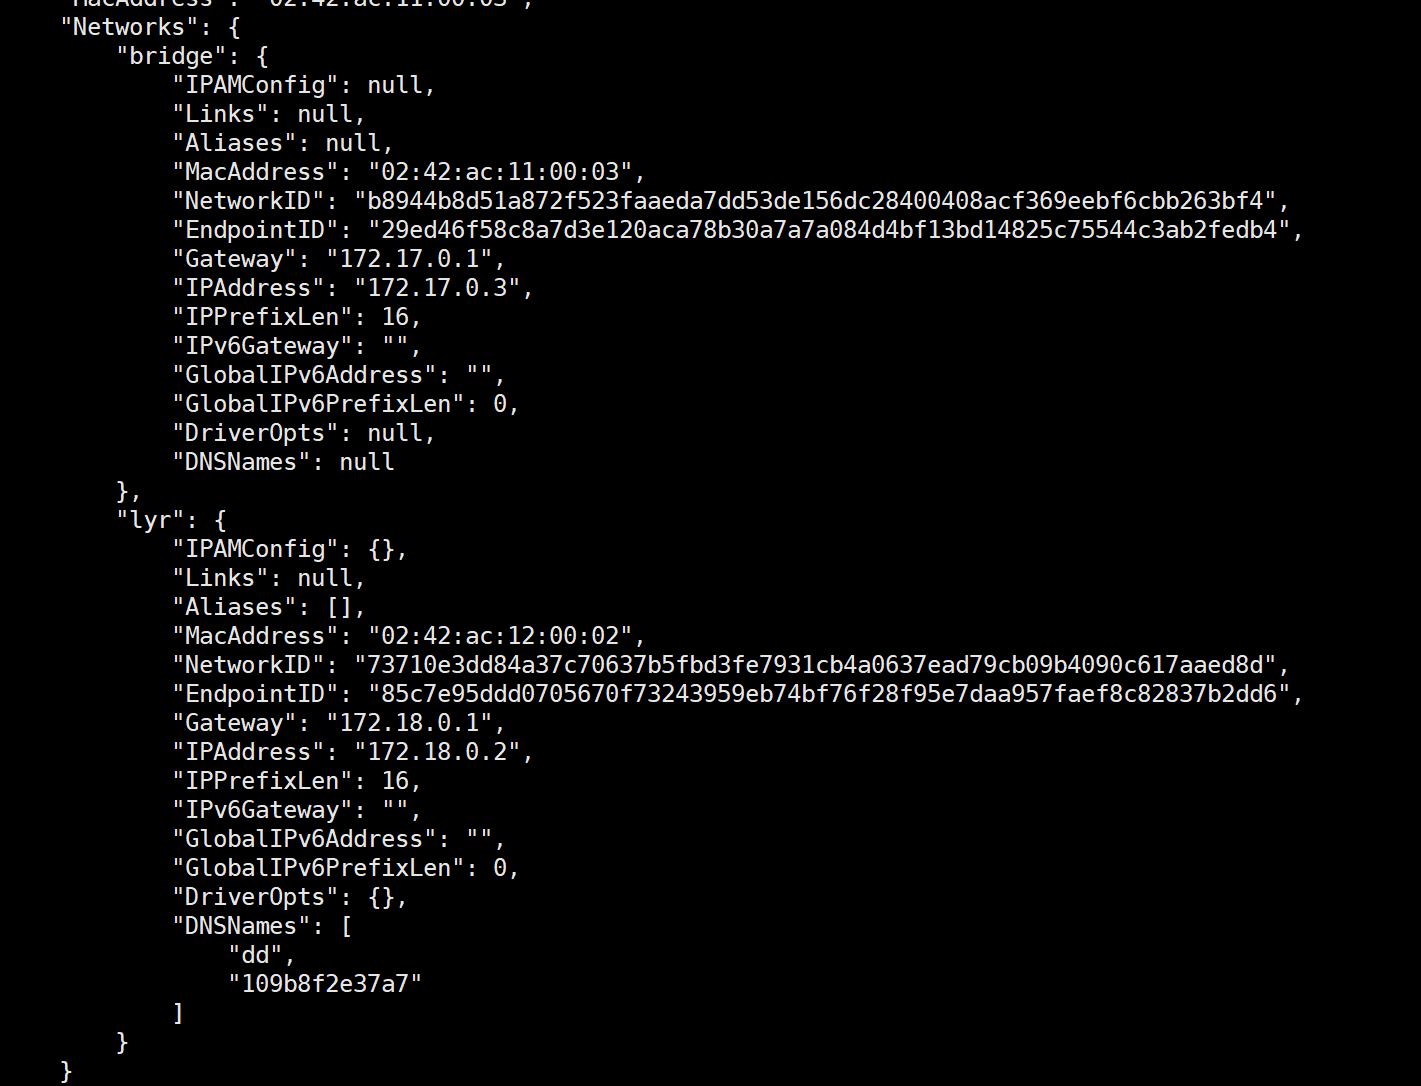 "MacAddress": "02:42:ac:11:00:03",
"Networks": {
"bridge": {
"IPAMConfig": null,
"Links": null,
"Aliases": null,
"MacAddress": "02:42:ac:11:00:03",
"NetworkID": "b8944b8d51a872f523faaeda7dd53de156dc28400408acf369eebf6cbb263bf4",
"EndpointID": "29ed46f58c8a7d3e120aca78b30a7a7a084d4bf13bd14825c75544c3ab2fedb4",
"Gateway": "172.17.0.1",
"IPAddress": "172.17.0.3",
"IPPrefixLen": 16,
"IPv6Gateway": "",
"GlobalIPv6Address": "",
"GlobalIPv6PrefixLen": 0,
"DriverOpts": null,
"DNSNames": null
},
"lyr": {
"IPAMConfig": {},
"Links": null,
"Aliases": [],
"MacAddress": "02:42:ac:12:00:02",
"NetworkID": "73710e3dd84a37c70637b5fbd3fe7931cb4a0637ead79cb09b4090c617aaed8d",
"EndpointID": "85c7e95ddd0705670f73243959eb74bf76f28f95e7daa957faef8c82837b2dd6",
"Gateway": "172.18.0.1",
"IPAddress": "172.18.0.2",
"IPPrefixLen": 16,
"IPv6Gateway": "",
"GlobalIPv6Address": "",
"GlobalIPv6PrefixLen": 0,
"DriverOpts": {},
"DNSNames": [
"dd",
"109b8f2e37a7"
]
}
}